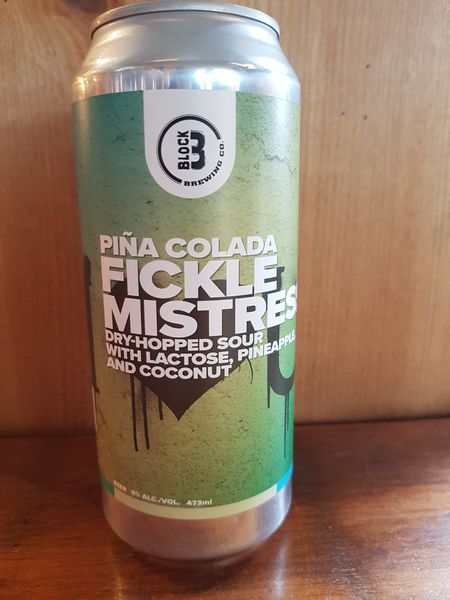 BLOCK
3
BREWING CO.
PIÑA COLADA
FICKLE
MISTRESS
DRY-HOPPED SOUR
WITH LACTOSE, PINEAPPLE,
AND COCONUT
BEER 5% ALC./VOL. 473ml